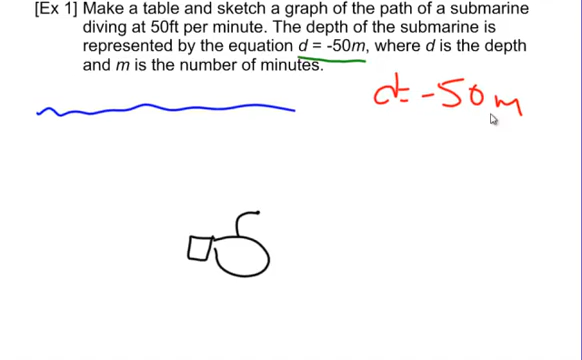 [Ex 1] Make a table and sketch a graph of the path of a submarine
diving at 50ft per minute. The depth of the submarine is
represented by the equation d = -50m, where d is the depth
and m is the number of minutes.
d = -50m